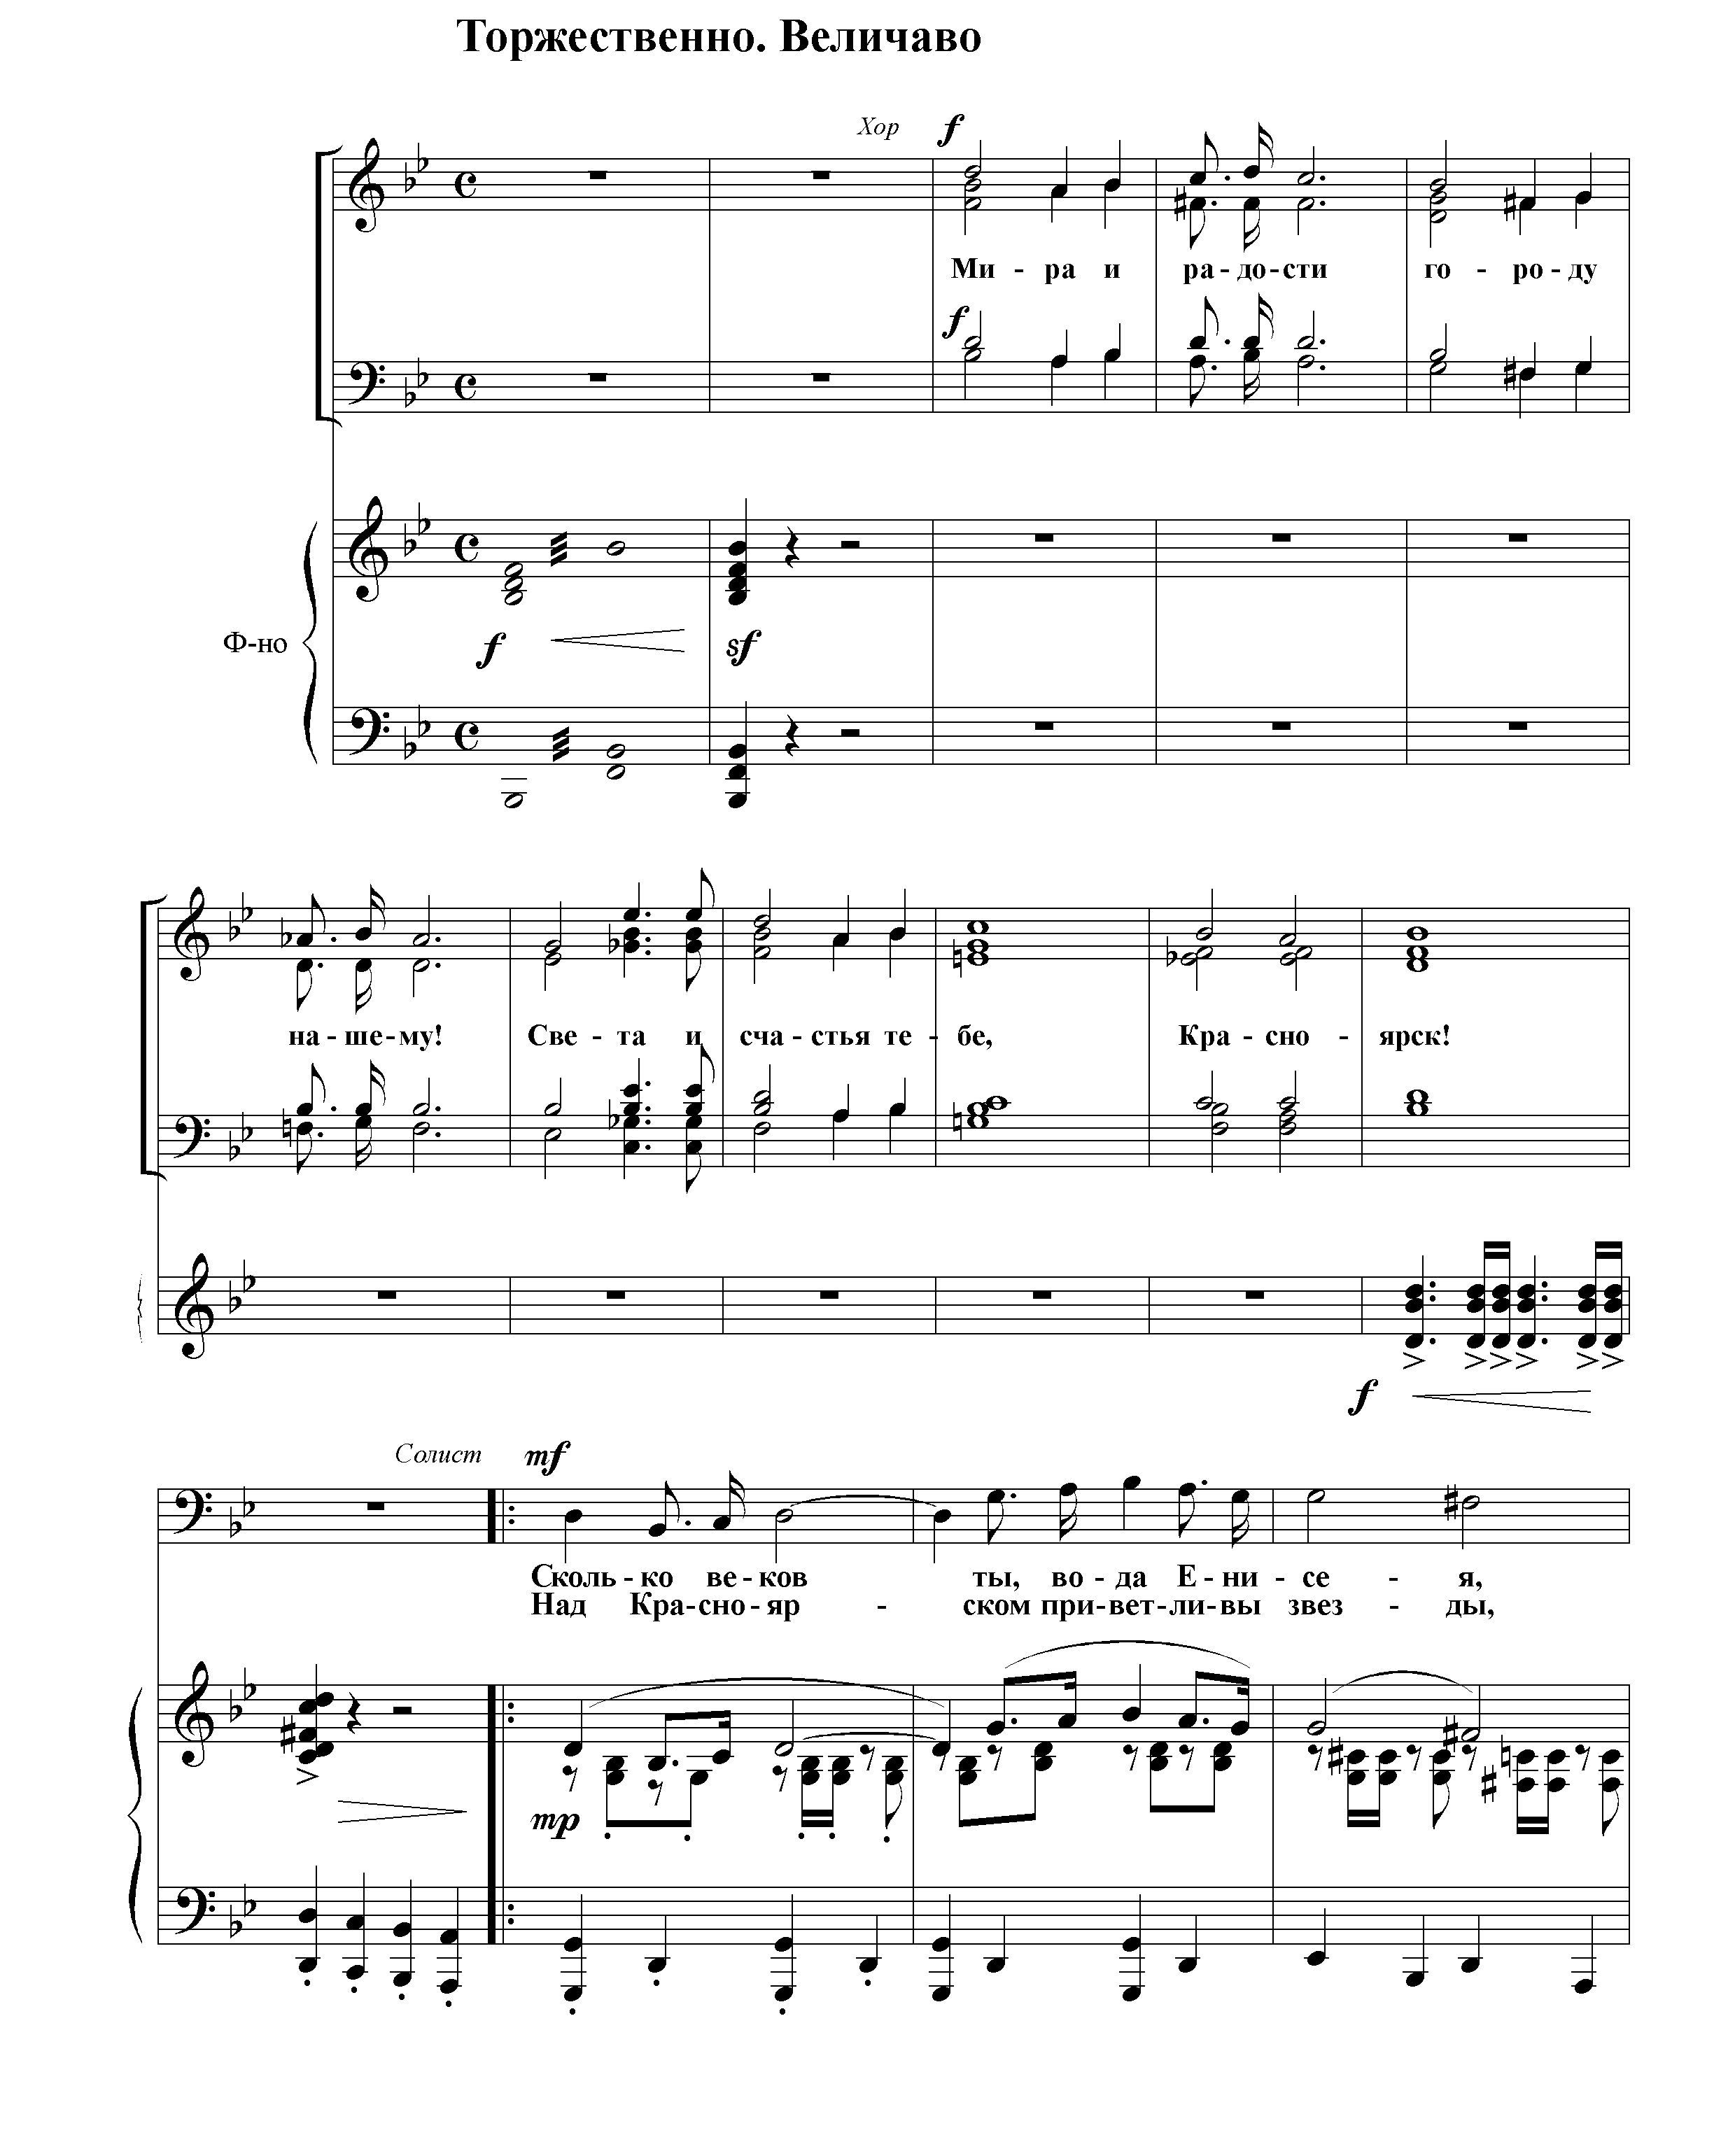 Торжественно. Величаво
Хор
f
Ми - ра и ра - до - сти го - ро - ду
f
Ф-но
f sf
на - ше - му! Све - та и сча - стья те - бе, Кра - сно - ярск!
f
Солист mf
Сколь - ко ве - ков ты, во - да Е - ни - се - я,
Над Кра - сно - яр - ском при - вет - ли - вы звез - ды,
mp